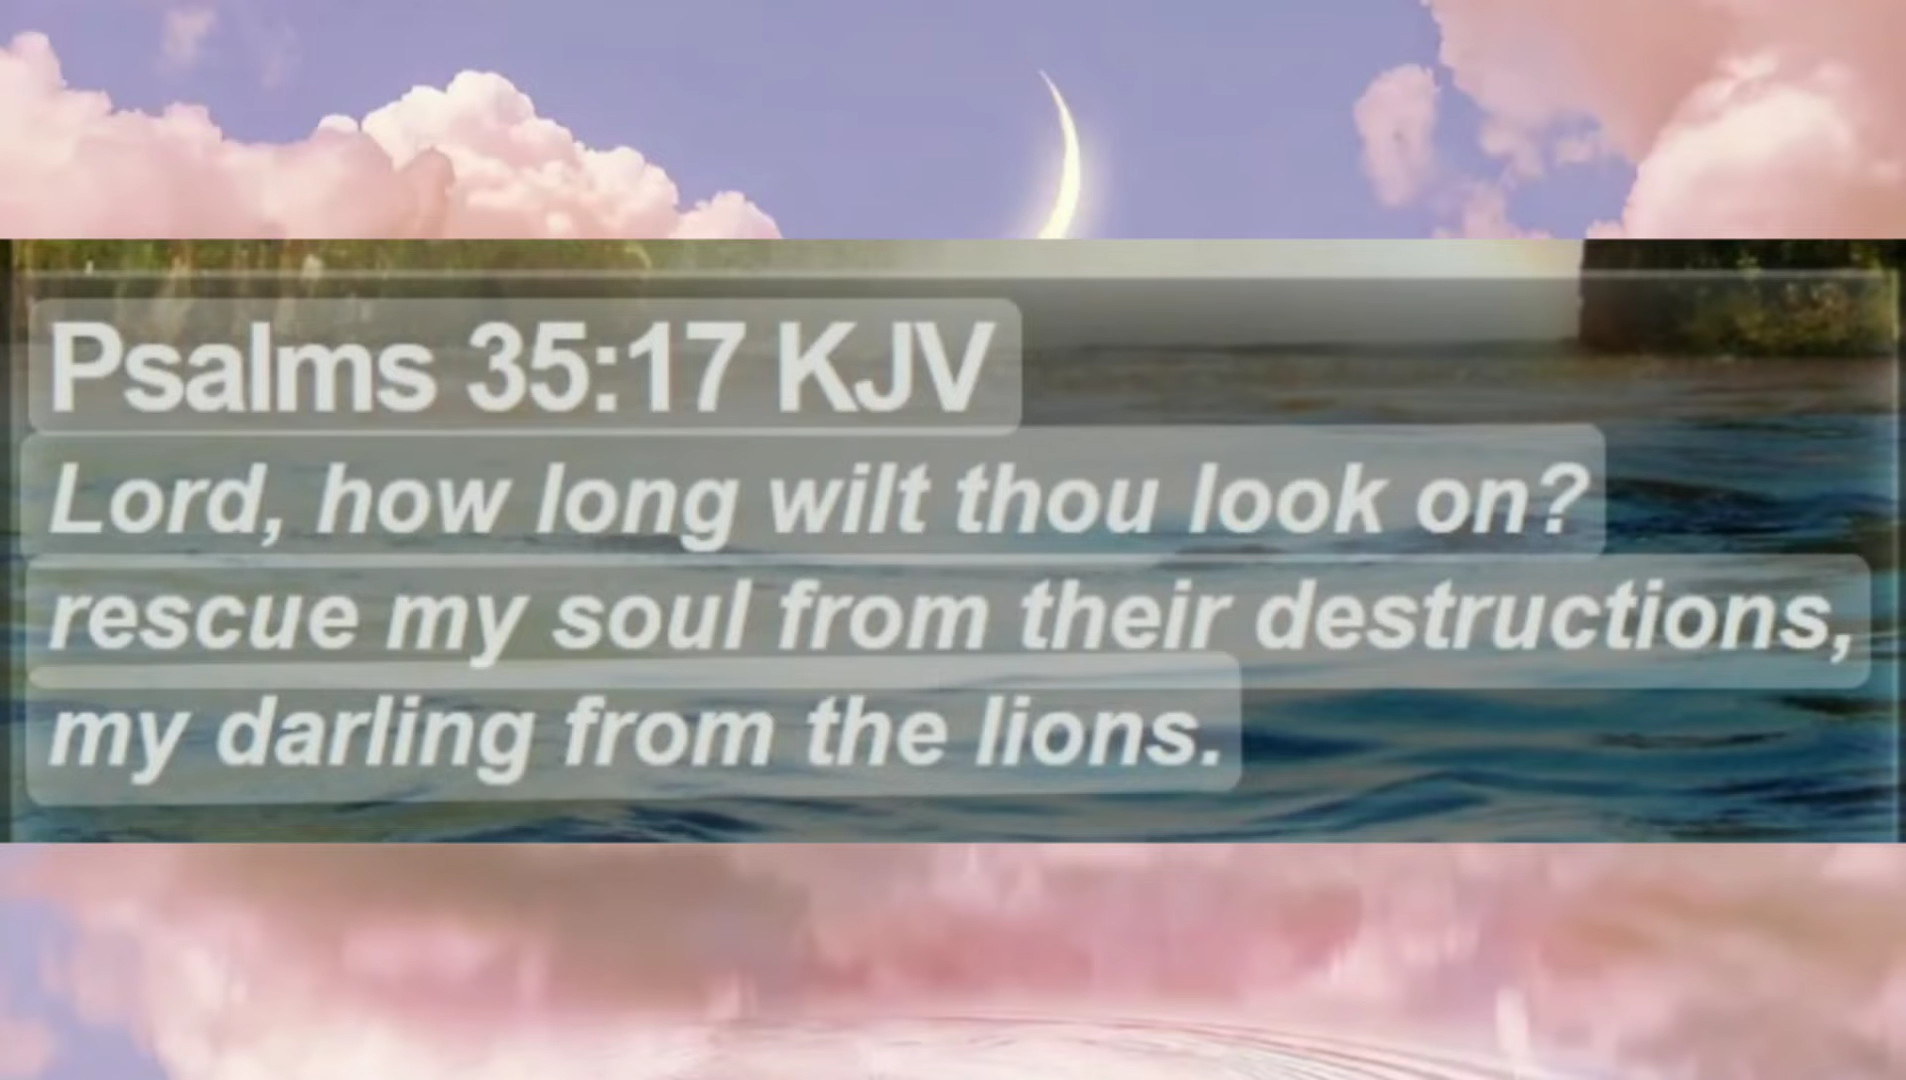 Psalms 35:17 KJV
Lord, how long wilt thou look on?
rescue my soul from their destructions,
my darling from the lions.